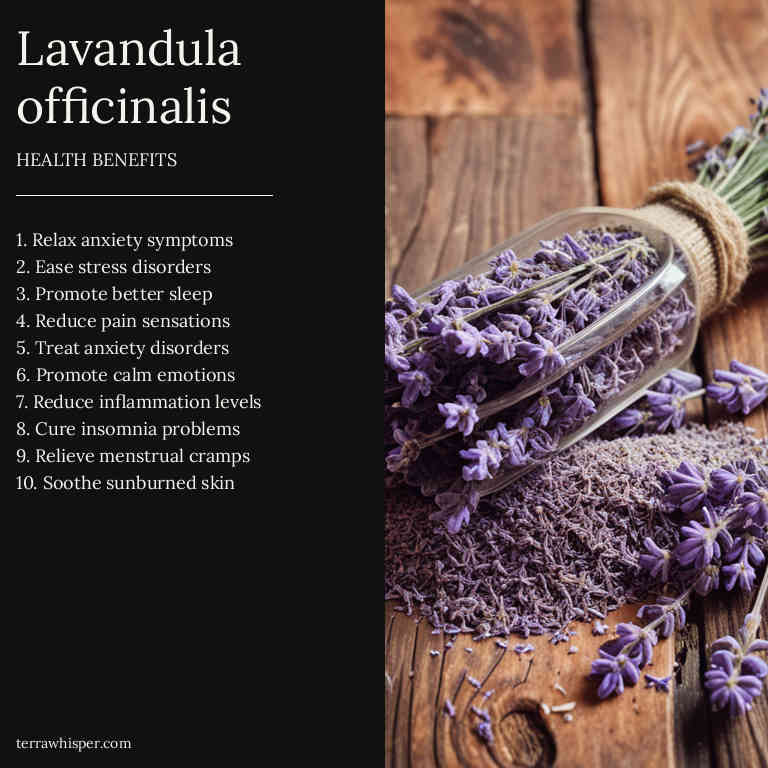 Lavandula
officinalis
HEALTH BENEFITS
1. Relax anxiety symptoms
2. Ease stress disorders
3. Promote better sleep
4. Reduce pain sensations
5. Treat anxiety disorders
6. Promote calm emotions
7. Reduce inflammation levels
8. Cure insomnia problems
9. Relieve menstrual cramps
10. Soothe sunburned skin
terrawhisper.com